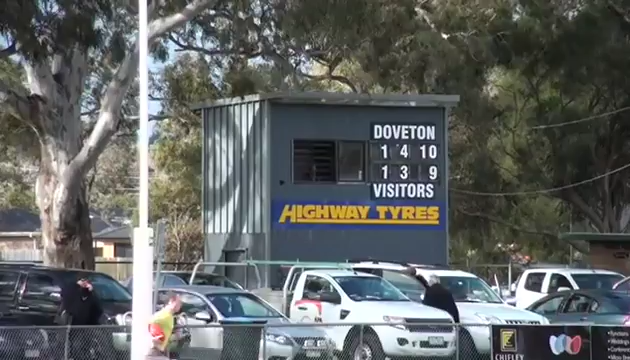 DOVETON
1 4 10
1 3 9
VISITORS
HIGHWAY TYRES
CHIFLEY